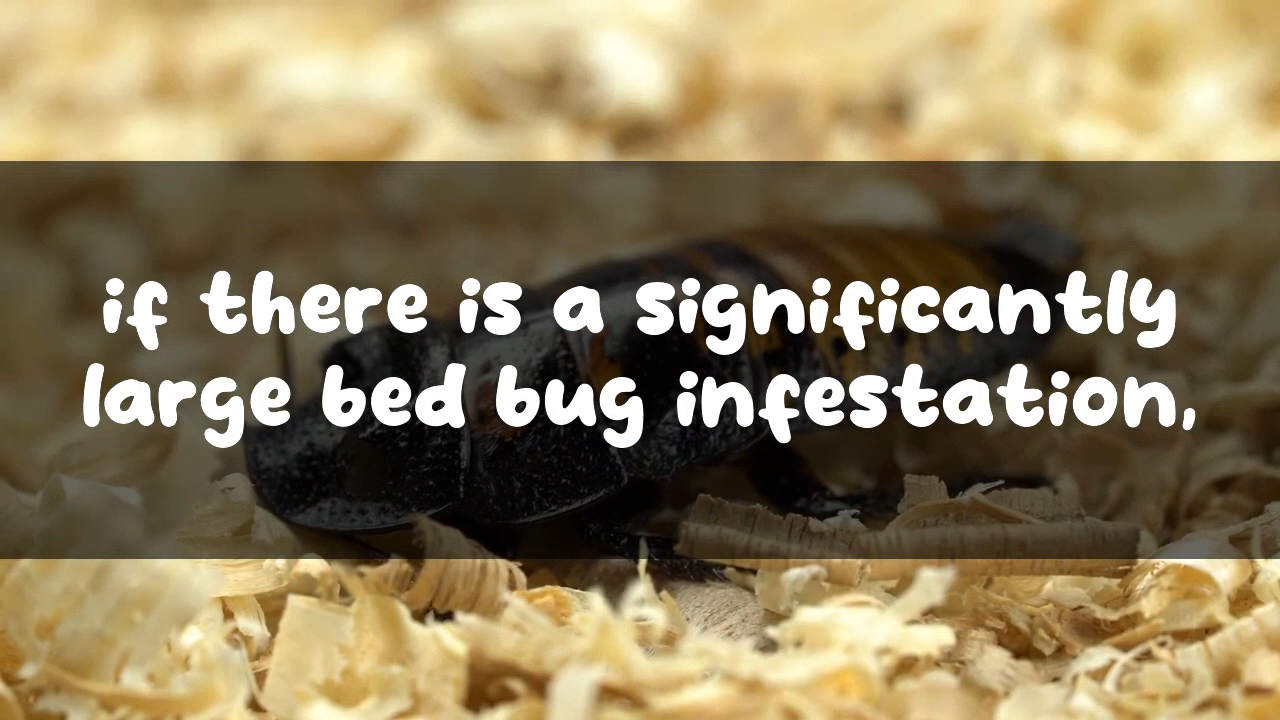 if there is a significantly
large bed bug infestation,